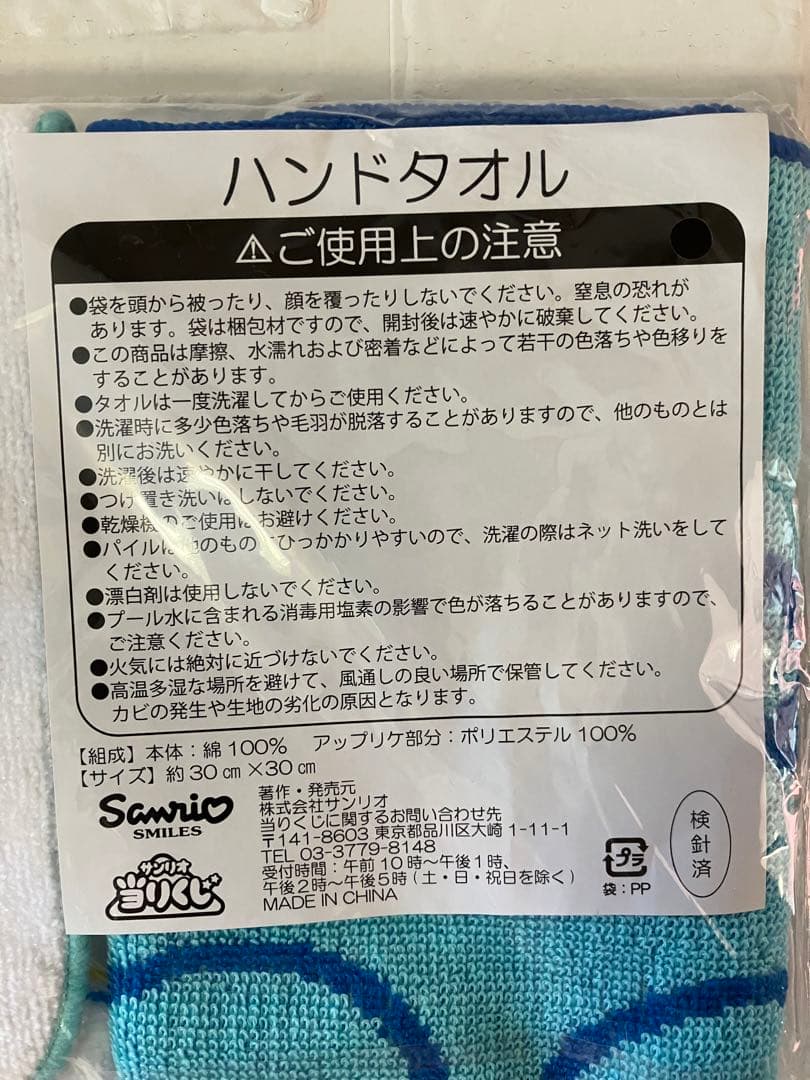 ハンドタオル
⚠ご使用上の注意
●袋を頭から被ったり、顔を覆ったりしないでください。窒息の恐れが
あります。袋は梱包材ですので、開封後は速やかに破棄してください。
●この商品は摩擦、水濡れおよび密着などによって若干の色落ちや色移りを
することがあります。
●タオルは一度洗濯してからご使用ください。
●洗濯時に多少色落ちや毛羽が脱落することがありますので、他のものとは
別にお洗いください。
●洗濯後は速やかに干してください。
●つけ置き洗いはしないでください。
●乾燥機のご使用はお避けください。
●パイルは他のものにひっかかりやすいので、洗濯の際はネット洗いをして
ください。
●漂白剤は使用しないでください。
●プール水に含まれる消毒用塩素の影響で色が落ちることがありますので、
ご注意ください。
●火気には絶対に近づけないでください。
●高温多湿な場所を避けて、風通しの良い場所で保管してください。
カビの発生や生地の劣化の原因となります。
【組成】本体：綿100% アップリケ部分：ポリエステル100%
【サイズ】約30㎝×30㎝
Sanrio
SMILES
サンリオ
当りくじ
著作・発売元
株式会社サンリオ
当りくじに関するお問い合わせ先
〒141-8603 東京都品川区大崎1-11-1
TEL 03-3779-8148
受付時間：午前10時～午後1時、
午後2時～午後5時(土・日・祝日を除く)
MADE IN CHINA
プラ
袋：PP
検針済